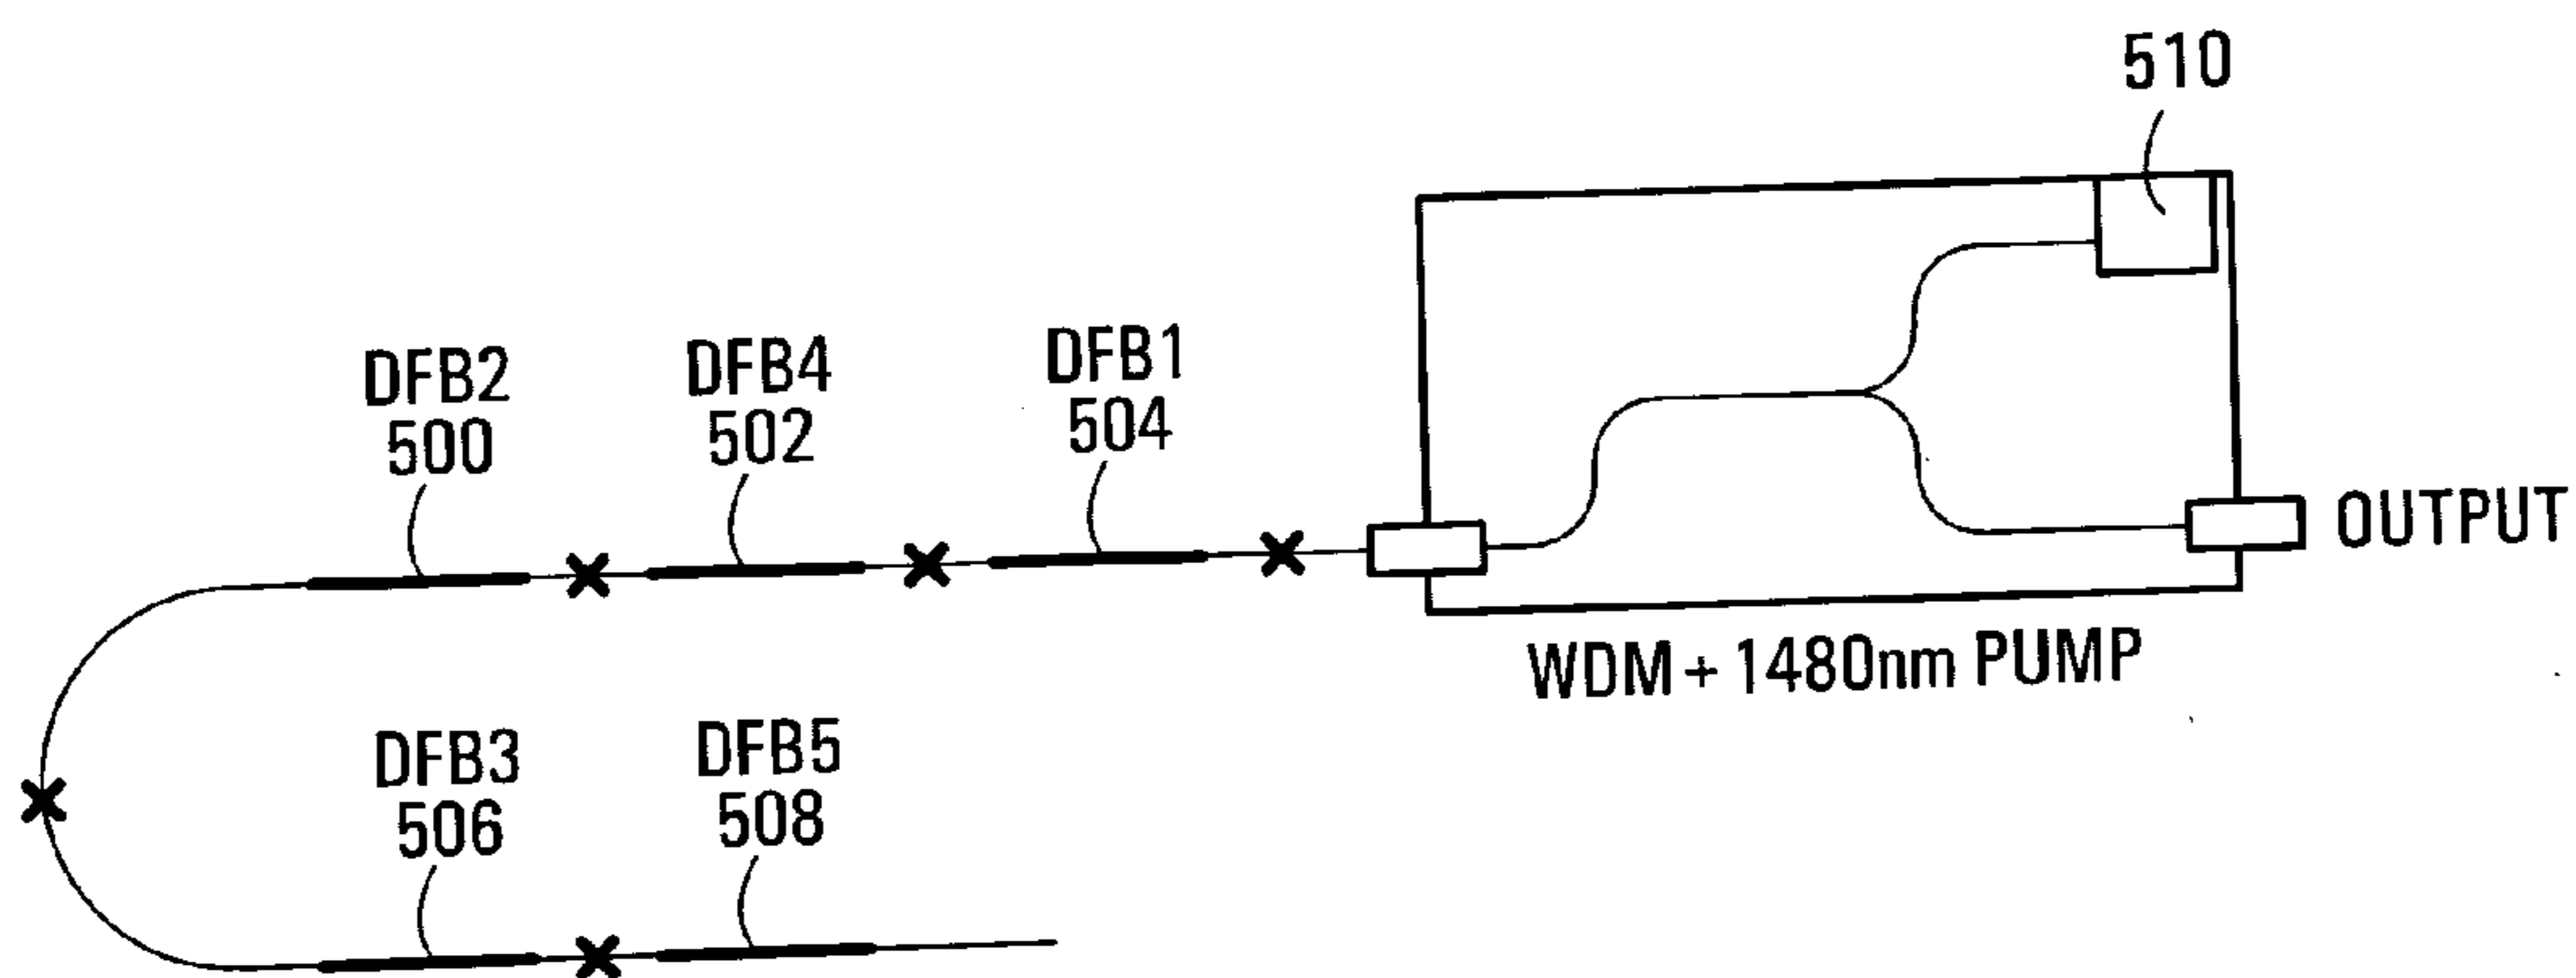 510
DFB2
500
DFB4
502
DFB1
504
OUTPUT
WDM + 1480nm PUMP
DFB3
506
DFB5
508